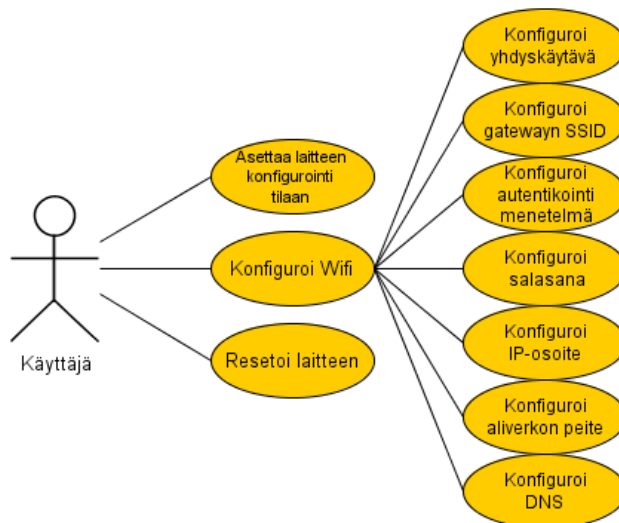 Käyttäjä
Asettaa laitteen
konfigurointi
tilaan
Konfiguroi Wifi
Resetoi laitteen
Konfiguroi
yhdyskäytävä
Konfiguroi
gatewayn SSID
Konfiguroi
autentikointi
menetelmä
Konfiguroi
salasana
Konfiguroi
IP-osoite
Konfiguroi
aliverkon peite
Konfiguroi
DNS